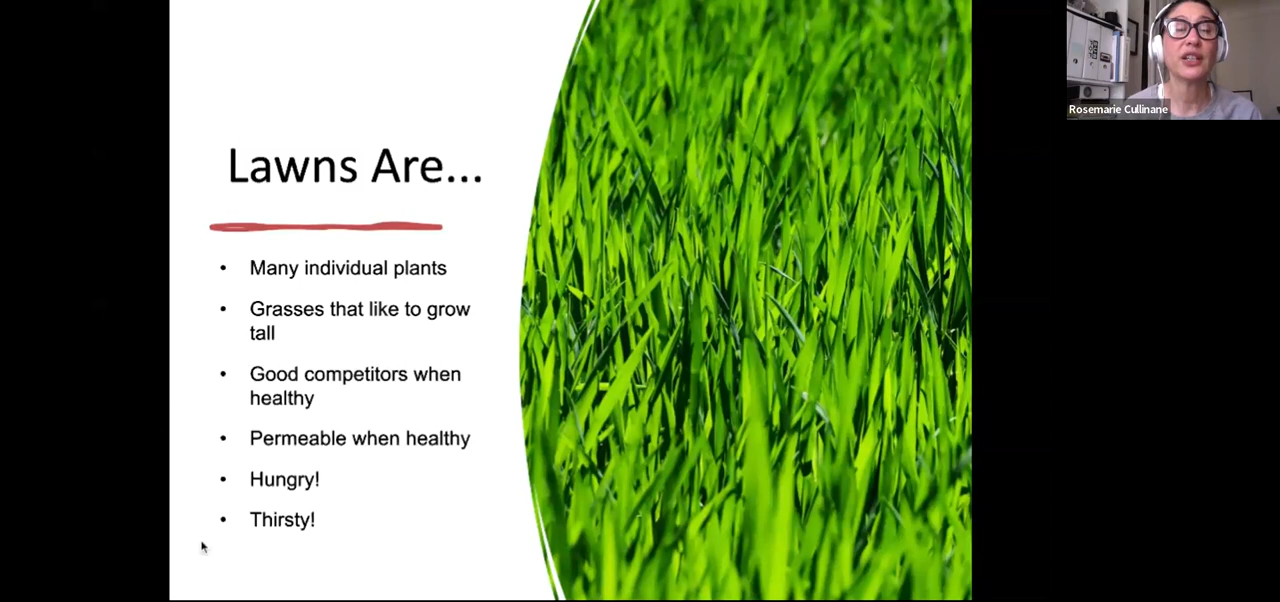 Lawns Are...
• Many individual plants
• Grasses that like to grow
tall
• Good competitors when
healthy
• Permeable when healthy
• Hungry!
• Thirsty!
Rosemarie Cullinane